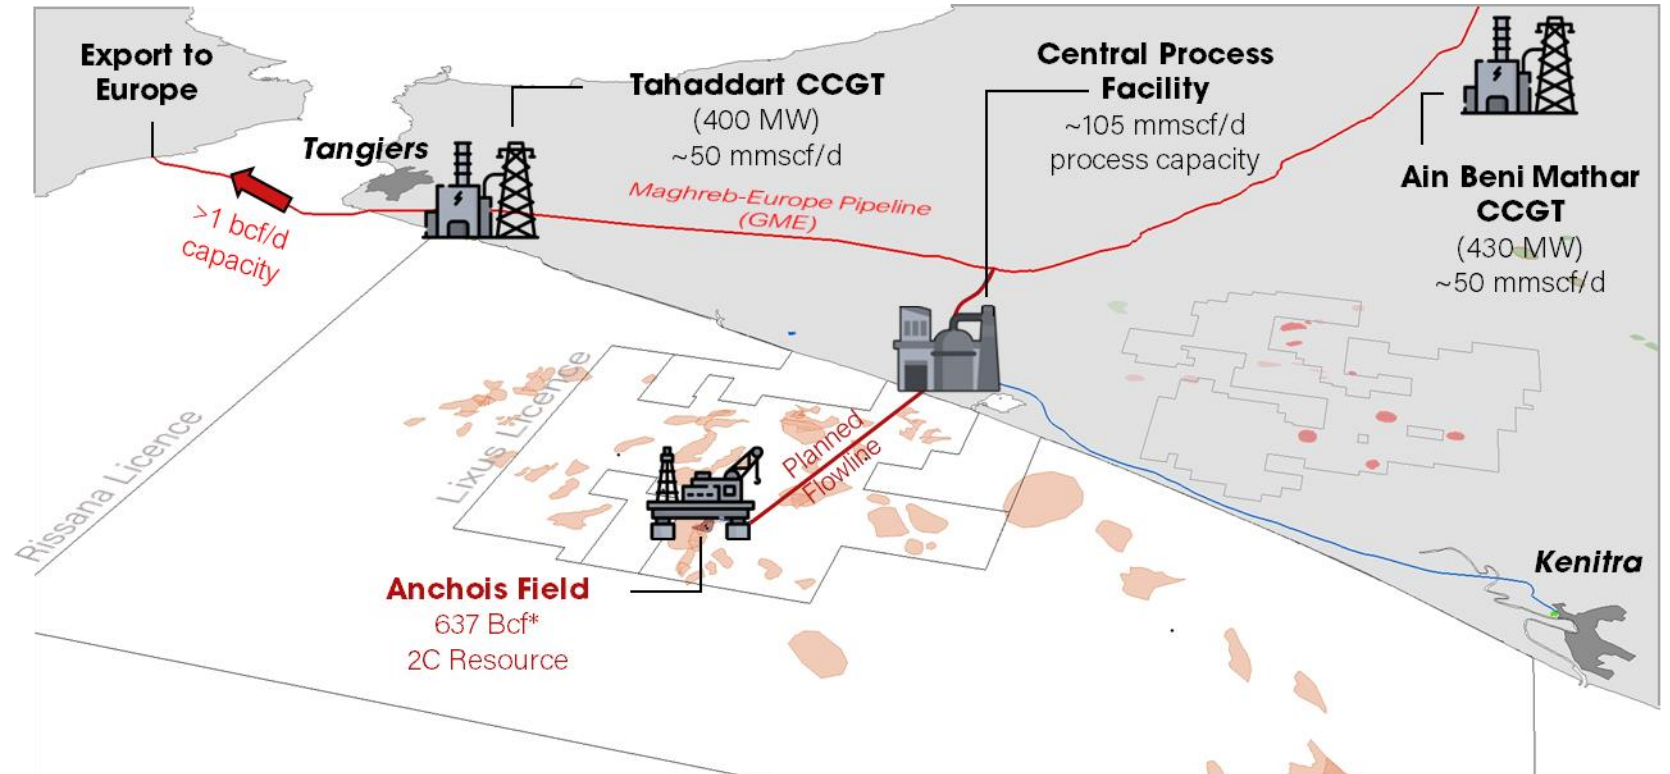 Export to
Europe
>1 bcf/d
capacity
Tangiers
Tahaddart CCGT
(400 MW)
~50 mmscf/d
Maghreb-Europe Pipeline
(GME)
Central Process
Facility
~105 mmscf/d
process capacity
Ain Beni Mathar
CCGT
(430 MW)
~50 mmscf/d
Rissana Licence
Lixus Licence
Planned
Flowline
Anchois Field
637 Bcf*
2C Resource
Kenitra